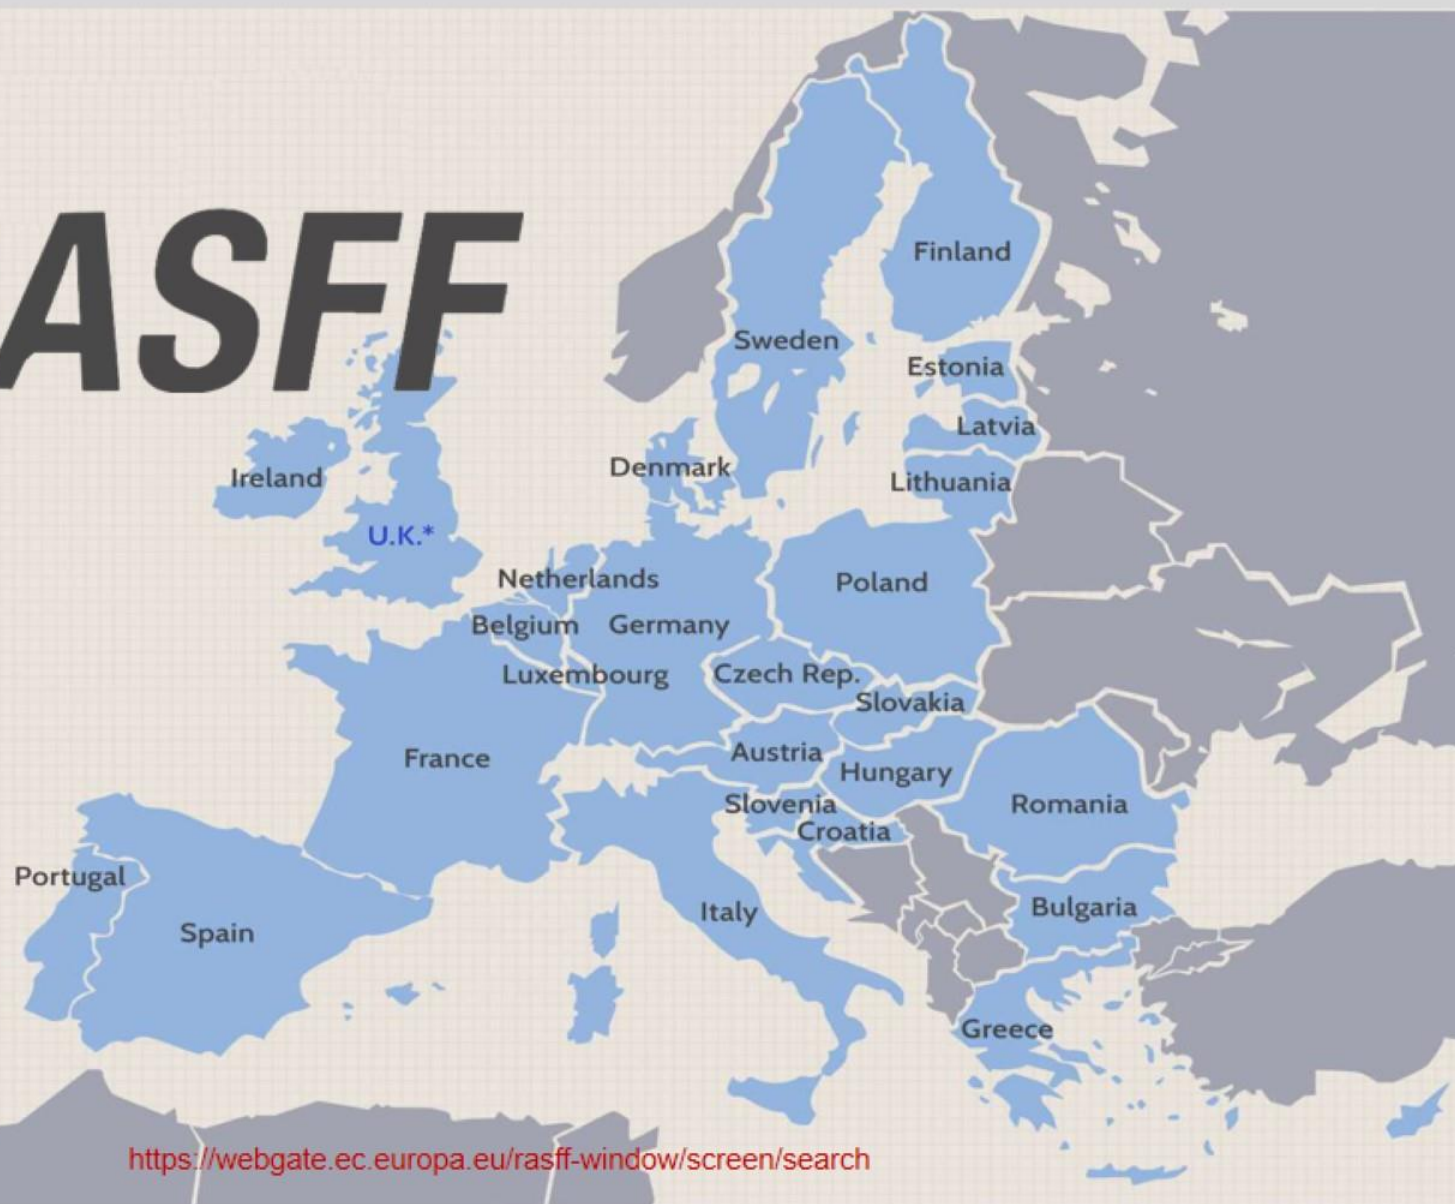 ASFF
Finland
Sweden
Estonia
Latvia
Denmark
Ireland
Lithuania
U.K.*
Netherlands
Poland
Belgium
Germany
Luxembourg
Czech Rep.
Slovakia
France
Austria
Hungary
Slovenia
Romania
Croatia
Portugal
Italy
Bulgaria
Spain
Greece
https://webgate.ec.europa.eu/rasff-window/screen/search